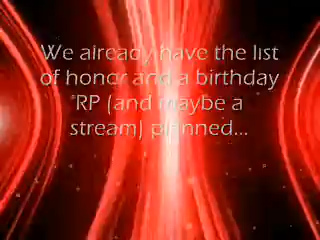 We already have the list
of honor and a birthday
RP (and maybe a
stream) planned...